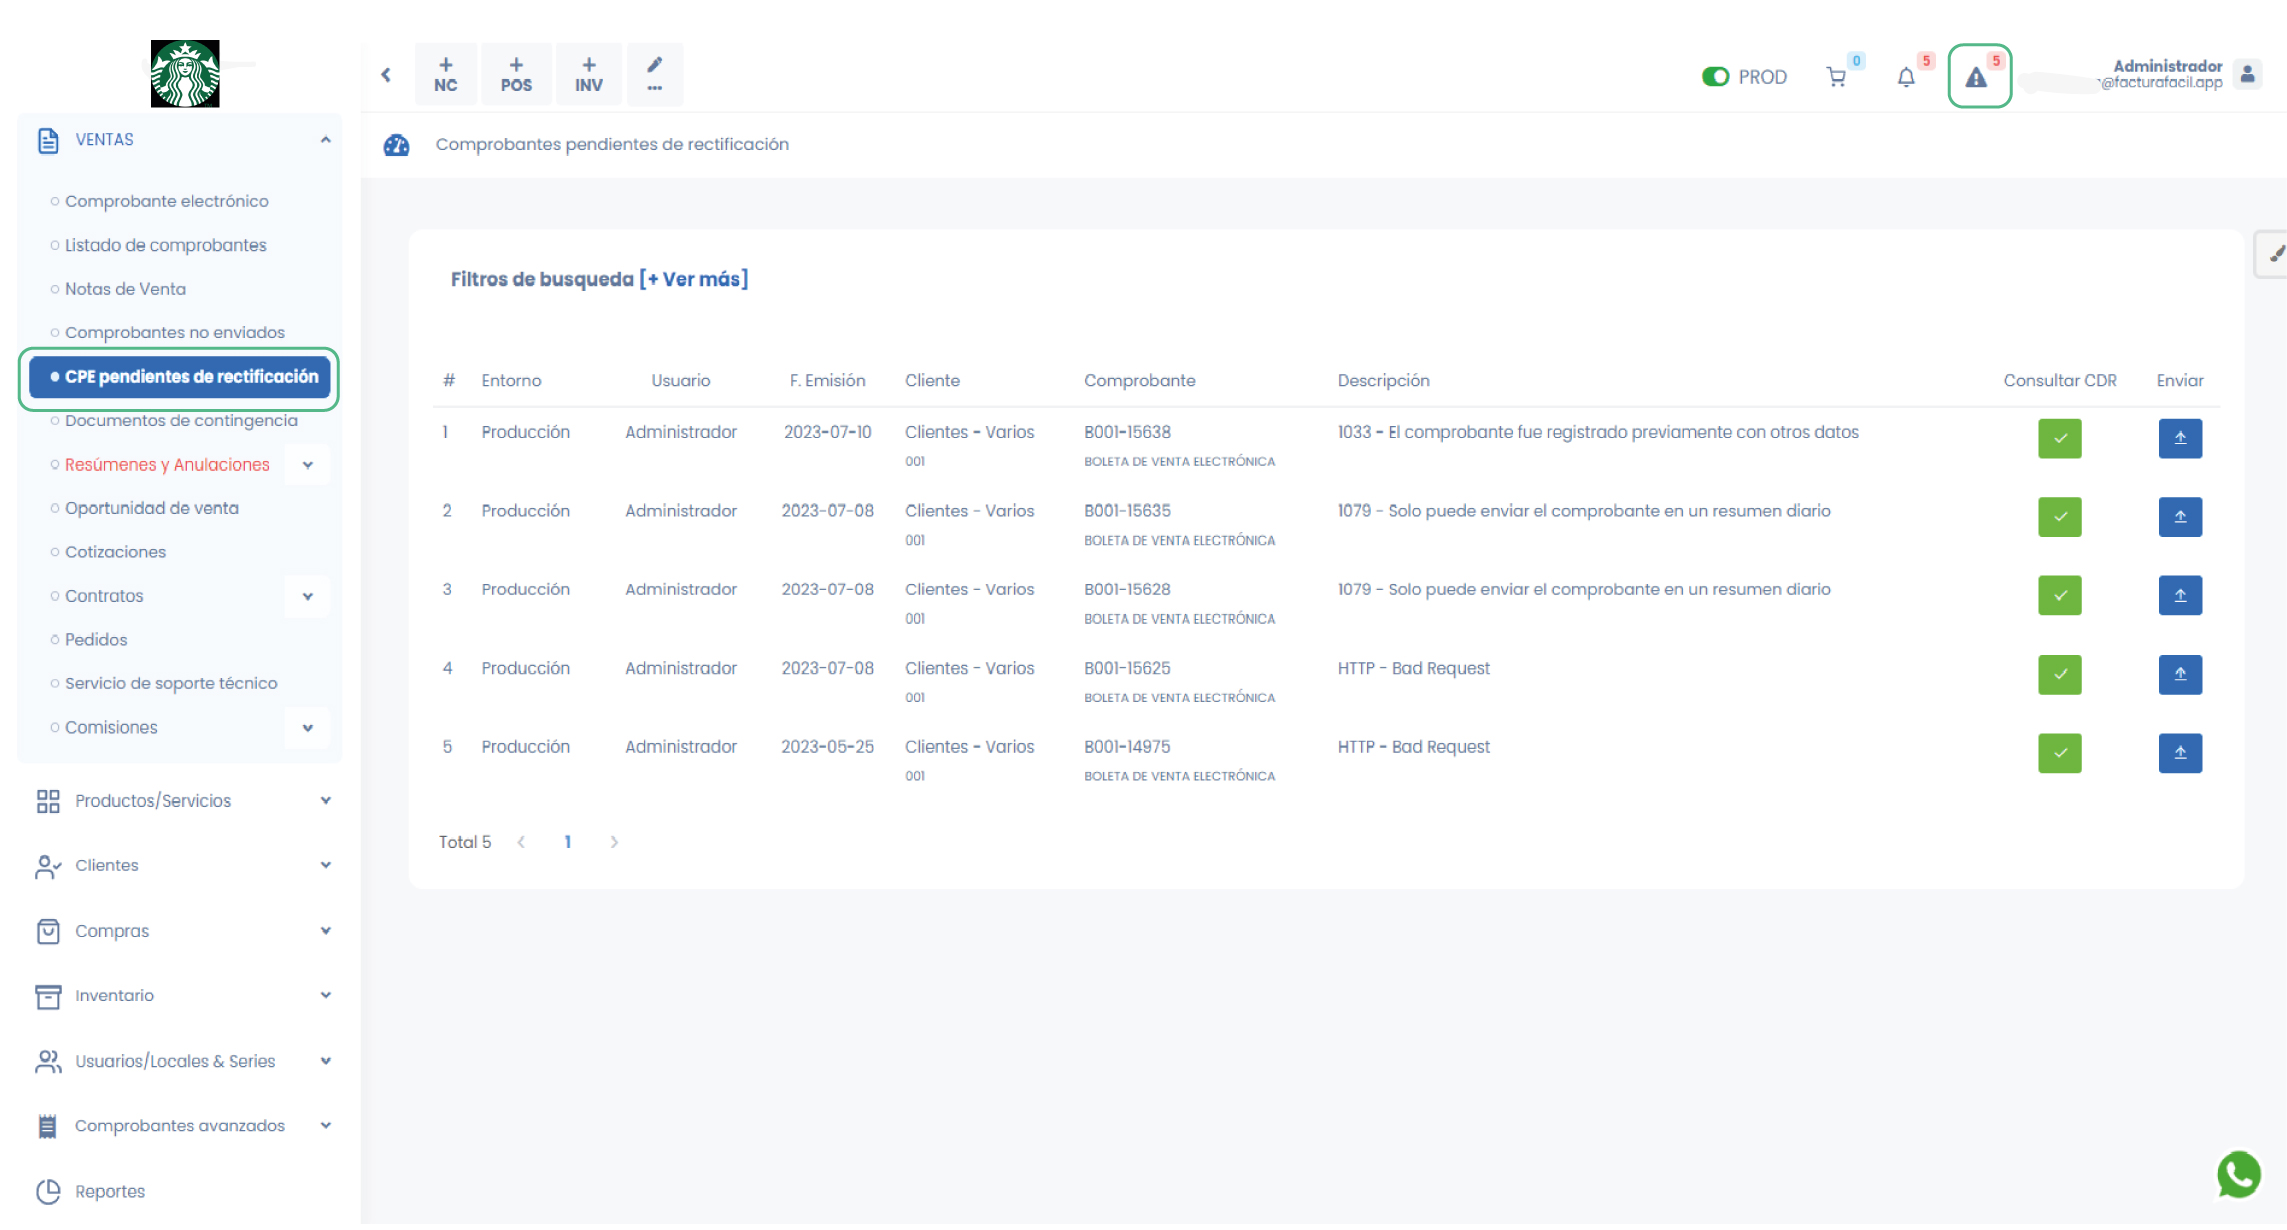 NC
POS
INV
...
PROD
0
5
5
Administrador
@facturafacil.app
VENTAS
Comprobante electrónico
Listado de comprobantes
Notas de Venta
Comprobantes no enviados
CPE pendientes de rectificación
Documentos de contingencia
Resúmenes y Anulaciones
Oportunidad de venta
Cotizaciones
Contratos
Pedidos
Servicio de soporte técnico
Comisiones
Productos/Servicios
Clientes
Compras
Inventario
Usuarios/Locales & Series
Comprobantes avanzados
Reportes
Comprobantes pendientes de rectificación
Filtros de busqueda [+ Ver más]
# Entorno Usuario F. Emisión Cliente Comprobante Descripción Consultar CDR Enviar
1 Producción Administrador 2023-07-10 Clientes - Varios B001-15638 1033 - El comprobante fue registrado previamente con otros datos
001 BOLETA DE VENTA ELECTRÓNICA
2 Producción Administrador 2023-07-08 Clientes - Varios B001-15635 1079 - Solo puede enviar el comprobante en un resumen diario
001 BOLETA DE VENTA ELECTRÓNICA
3 Producción Administrador 2023-07-08 Clientes - Varios B001-15628 1079 - Solo puede enviar el comprobante en un resumen diario
001 BOLETA DE VENTA ELECTRÓNICA
4 Producción Administrador 2023-07-08 Clientes - Varios B001-15625 HTTP - Bad Request
001 BOLETA DE VENTA ELECTRÓNICA
5 Producción Administrador 2023-05-25 Clientes - Varios B001-14975 HTTP - Bad Request
001 BOLETA DE VENTA ELECTRÓNICA
Total 5 < 1 >